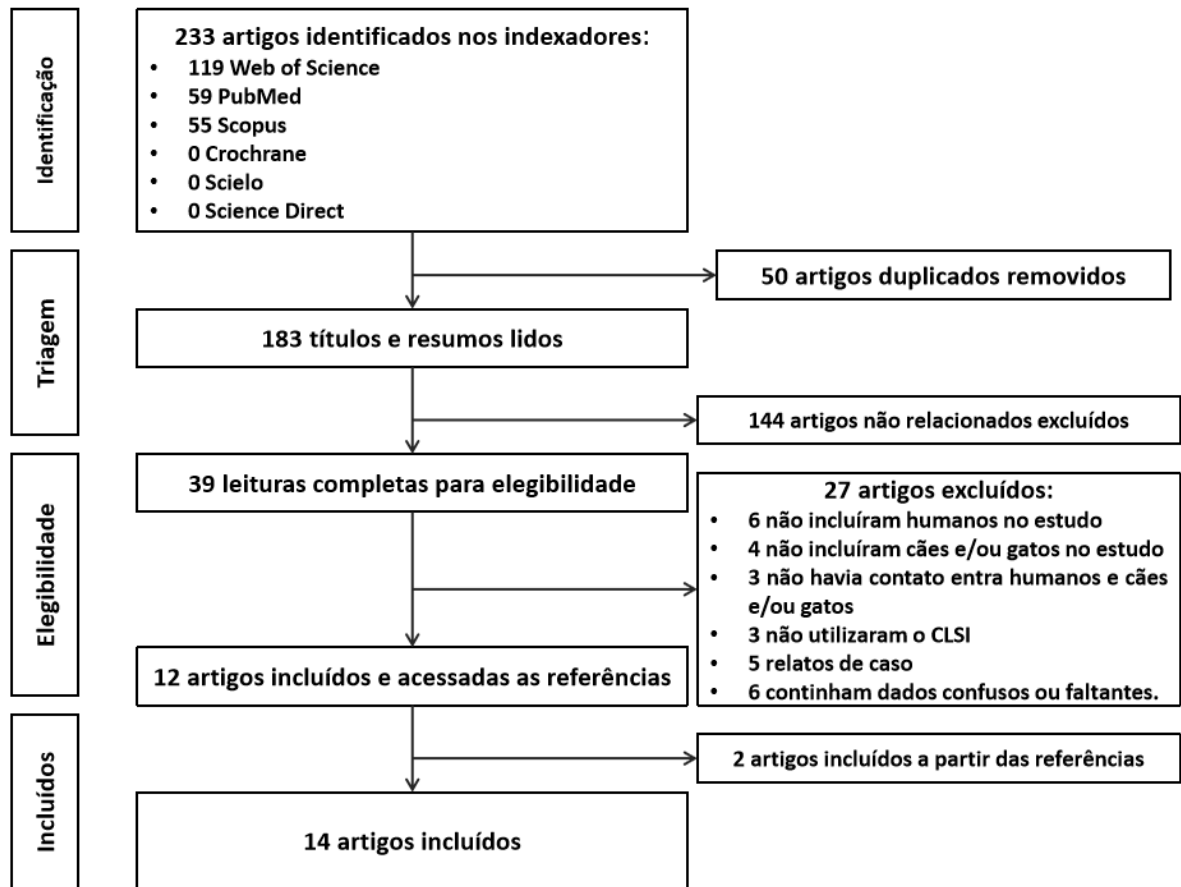 Identificação
233 artigos identificados nos indexadores:
• 119 Web of Science
• 59 PubMed
• 55 Scopus
• 0 Crochrane
• 0 Scielo
• 0 Science Direct
Triagem
50 artigos duplicados removidos
183 títulos e resumos lidos
144 artigos não relacionados excluídos
Elegibilidade
39 leituras completas para elegibilidade
27 artigos excluídos:
• 6 não incluíram humanos no estudo
• 4 não incluíram cães e/ou gatos no estudo
• 3 não havia contato entra humanos e cães
e/ou gatos
• 3 não utilizaram o CLSI
• 5 relatos de caso
• 6 continham dados confusos ou faltantes.
12 artigos incluídos e acessadas as referências
Incluídos
2 artigos incluídos a partir das referências
14 artigos incluídos